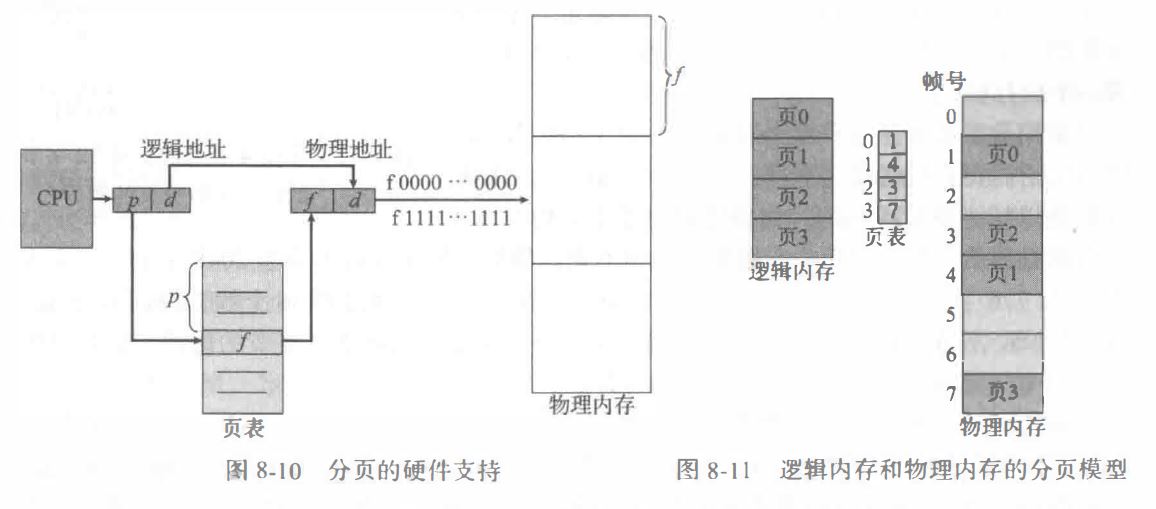 CPU
逻辑地址
p d
物理地址
f d
f 0000 ··· 0000
f 1111···1111
p
f
页表
f
物理内存
图 8-10 分页的硬件支持
页0
页1
页2
页3
逻辑内存
0 1
1 4
2 3
3 7
页表
帧号
0
1 页0
2
3 页2
4 页1
5
6
7 页3
物理内存
图 8-11 逻辑内存和物理内存的分页模型